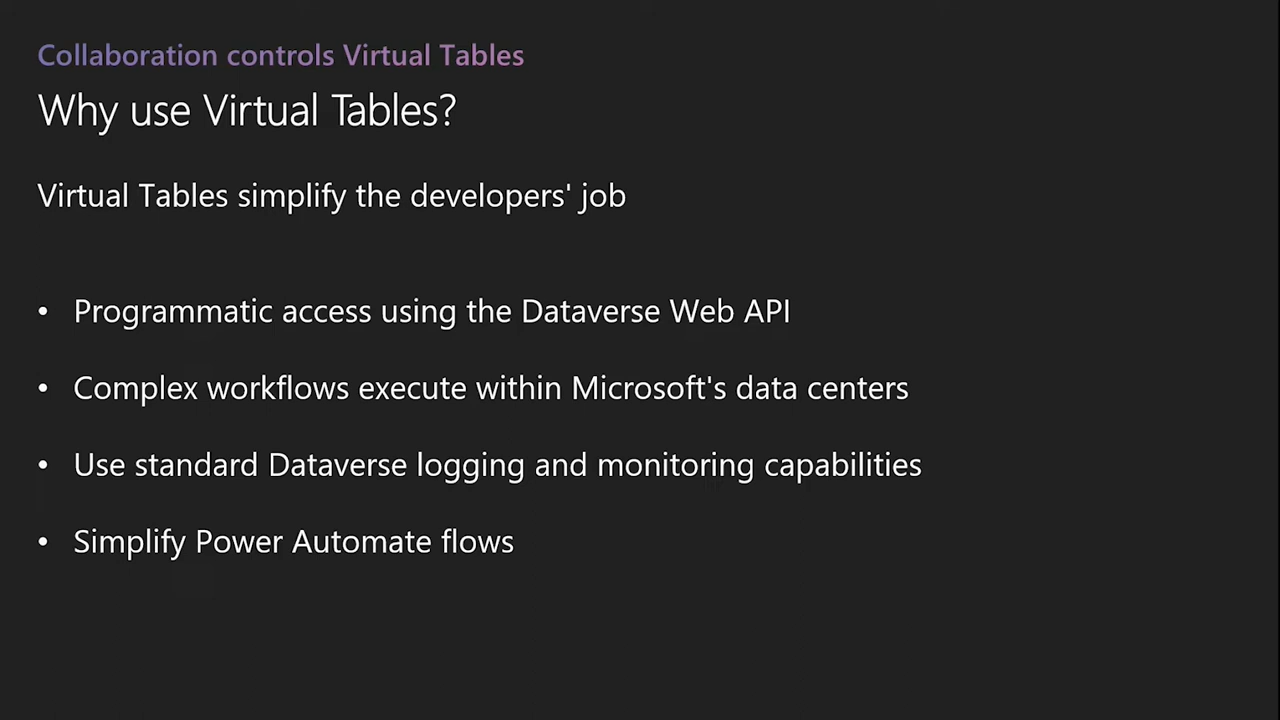 Collaboration controls Virtual Tables
Why use Virtual Tables?
Virtual Tables simplify the developers' job
• Programmatic access using the Dataverse Web API
• Complex workflows execute within Microsoft's data centers
• Use standard Dataverse logging and monitoring capabilities
• Simplify Power Automate flows